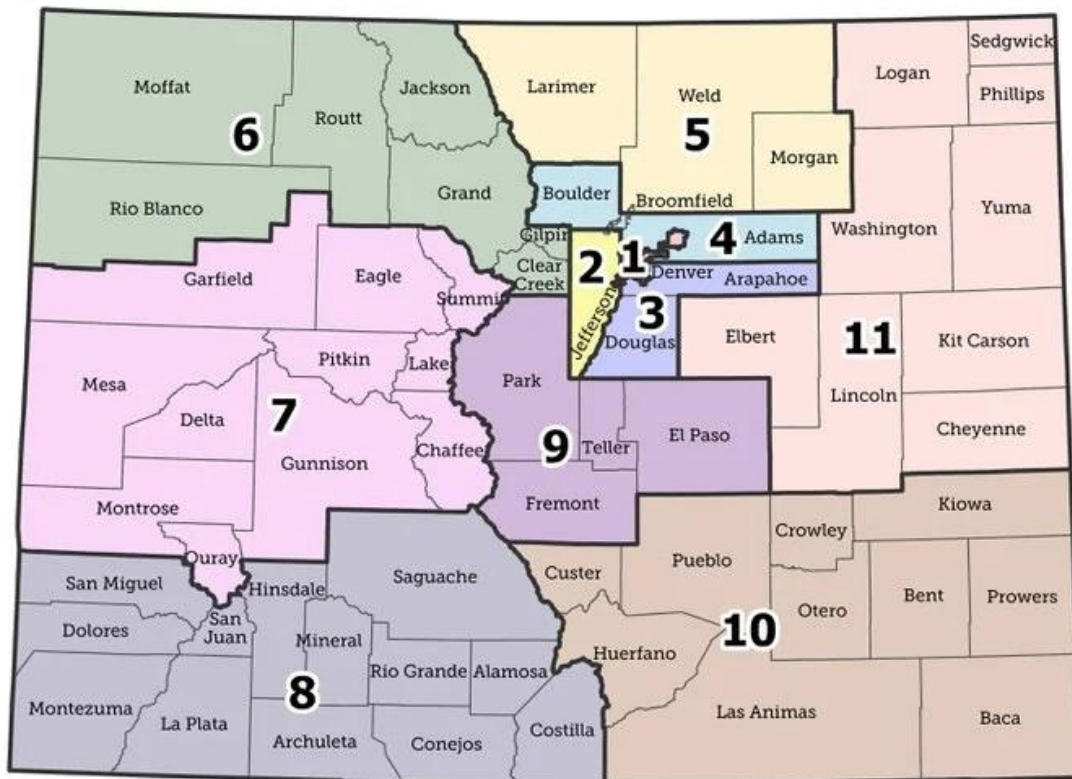 Moffat
Routt
Jackson
6
Rio Blanco
Grand
Gilpin
Clear
Creek
Larimer
Weld
5
Morgan
Boulder
Broomfield
4
Adams
1
Denver
2
Jefferson
3
Arapahoe
Douglas
Logan
Sedgwick
Phillips
Washington
Yuma
Elbert
11
Lincoln
Kit Carson
Cheyenne
Garfield
Eagle
Summit
Mesa
Pitkin
Lake
Delta
7
Gunnison
Chaffee
Montrose
Ouray
Park
9
Teller
El Paso
Fremont
San Miguel
Hinsdale
Saguache
Dolores
San
Juan
Mineral
Rio Grande
Alamosa
8
Montezuma
La Plata
Archuleta
Conejos
Costilla
Custer
Pueblo
Crowley
Kiowa
Otero
Bent
Prowers
10
Huerfano
Las Animas
Baca